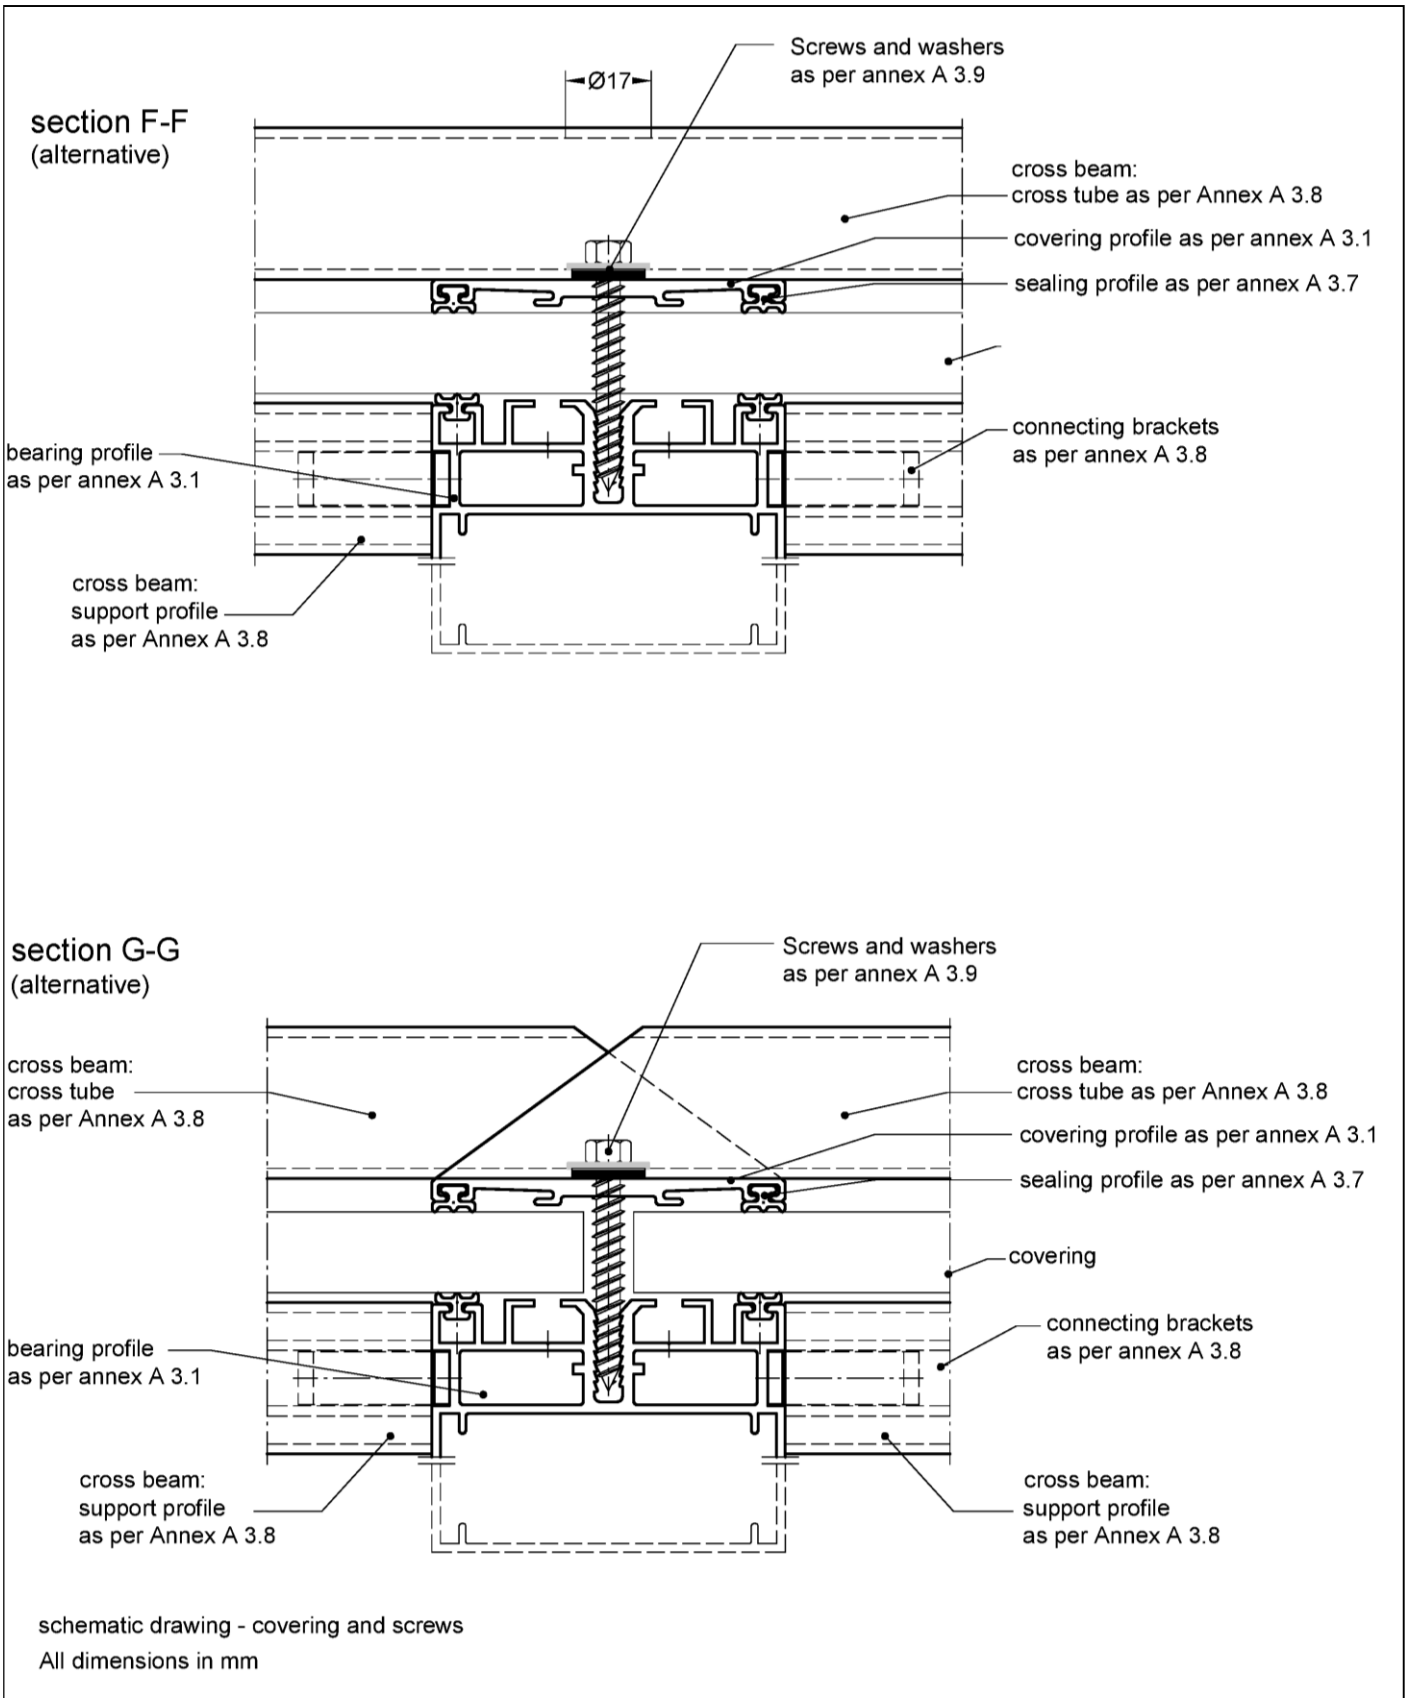 Screws and washers
as per annex A 3.9
Ø17
section F-F
(alternative)
cross beam:
cross tube as per Annex A 3.8
covering profile as per annex A 3.1
sealing profile as per annex A 3.7
connecting brackets
as per annex A 3.8
bearing profile
as per annex A 3.1
cross beam:
support profile
as per Annex A 3.8
section G-G
(alternative)
Screws and washers
as per annex A 3.9
cross beam:
cross tube
as per Annex A 3.8
cross beam:
cross tube as per Annex A 3.8
covering profile as per annex A 3.1
sealing profile as per annex A 3.7
covering
connecting brackets
as per annex A 3.8
bearing profile
as per annex A 3.1
cross beam:
support profile
as per Annex A 3.8
cross beam:
support profile
as per Annex A 3.8
schematic drawing - covering and screws
All dimensions in mm